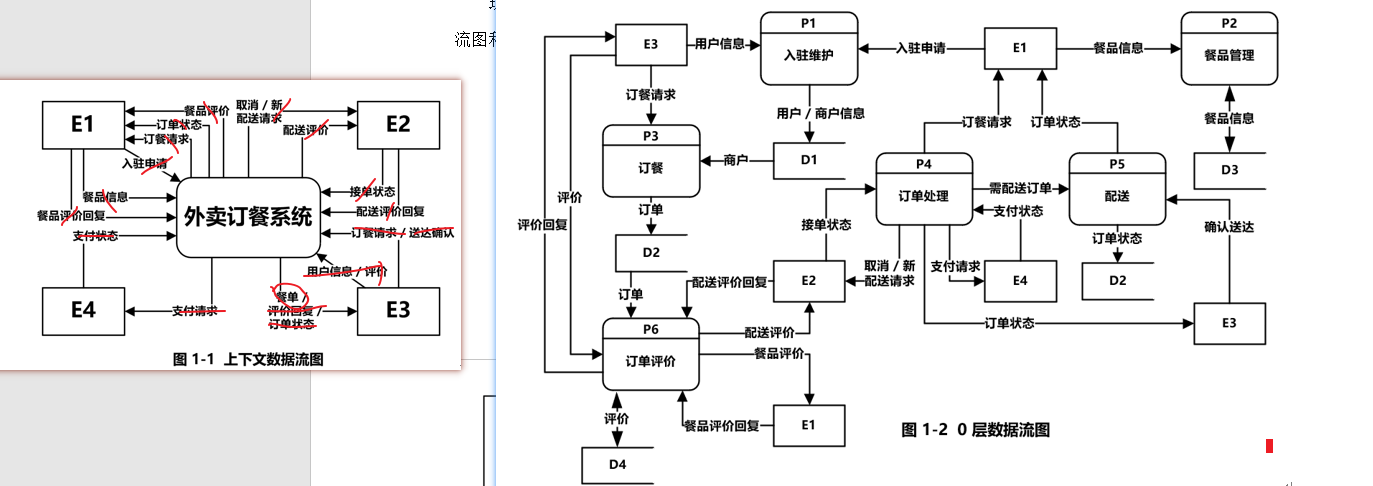 流图和
E1
E2
餐品评价
取消 / 新
配送请求
订单状态
配送评价
订餐请求
入驻申请
接单状态
餐品信息
外卖订餐系统
餐品评价回复
配送评价回复
支付状态
订餐请求 / 送达确认
用户信息 / 评价
E4
E3
餐单 /
支付请求
评价回复 /
订单状态
图 1-1 上下文数据流图
E3
用户信息
P1
入驻维护
入驻申请
E1
餐品信息
P2
餐品管理
订餐请求
用户 / 商户信息
订餐请求
订单状态
餐品信息
P3
订餐
商户
D1
P4
订单处理
需配送订单
支付状态
P5
配送
D3
评价
评价回复
订单
接单状态
确认送达
D2
取消 / 新
配送请求
支付请求
订单状态
D2
订单
配送评价回复
E2
E4
P6
订单评价
配送评价
餐品评价
订单状态
E3
评价
餐品评价回复
E1
D4
图 1-2 0 层数据流图